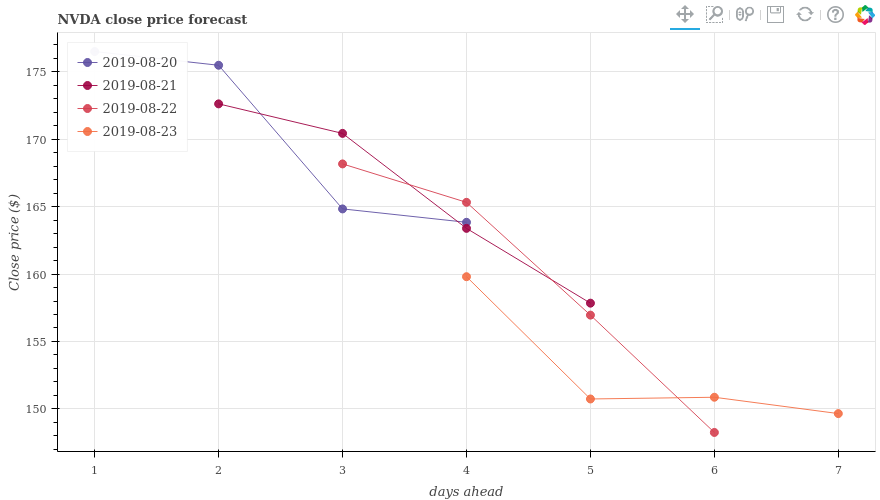 NVDA close price forecast
2019-08-20
2019-08-21
2019-08-22
2019-08-23
Close price ($)
175
170
165
160
155
150
1 2 3 4 5 6 7
days ahead